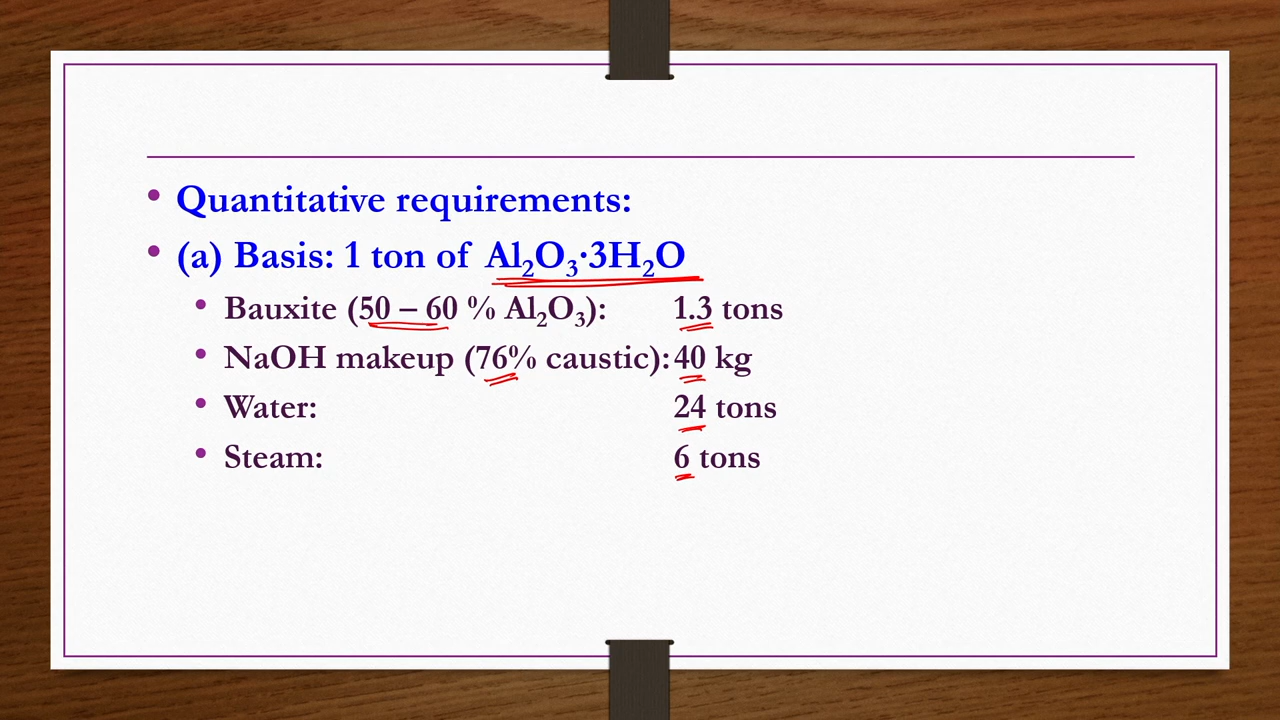 • Quantitative requirements:
• (a) Basis: 1 ton of Al₂O₃·3H₂O
• Bauxite (50 – 60 % Al₂O₃): 1.3 tons
• NaOH makeup (76% caustic): 40 kg
• Water: 24 tons
• Steam: 6 tons